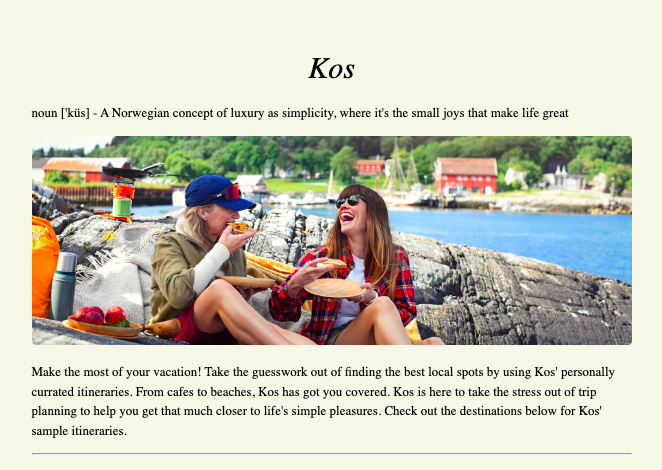 Kos
noun ['küs] - A Norwegian concept of luxury as simplicity, where it's the small joys that make life great
Make the most of your vacation! Take the guesswork out of finding the best local spots by using Kos' personally
currated itineraries. From cafes to beaches, Kos has got you covered. Kos is here to take the stress out of trip
planning to help you get that much closer to life's simple pleasures. Check out the destinations below for Kos'
sample itineraries.